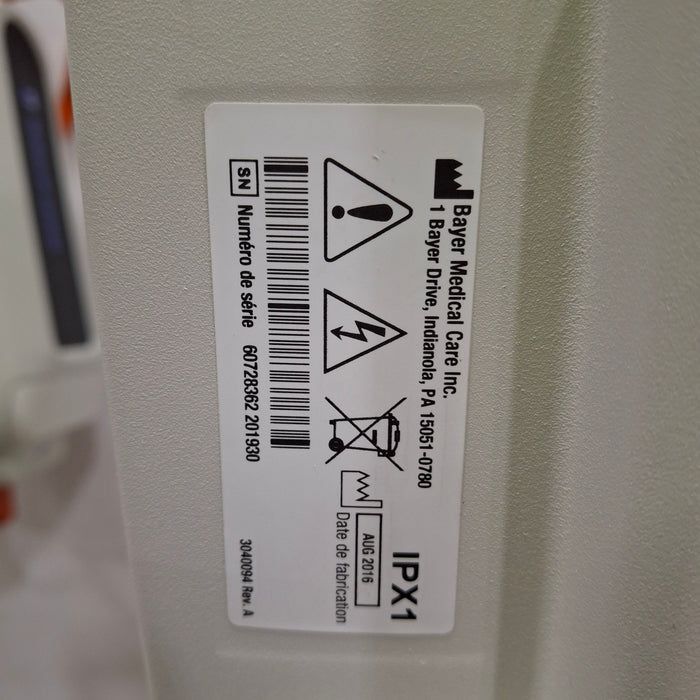 Bayer Medical Care Inc.
1 Bayer Drive, Indianola, PA 15051-0780
IPX1
AUG 2016
Date de fabrication
SN Numéro de série 60728362 201930
3040094 Rev. A